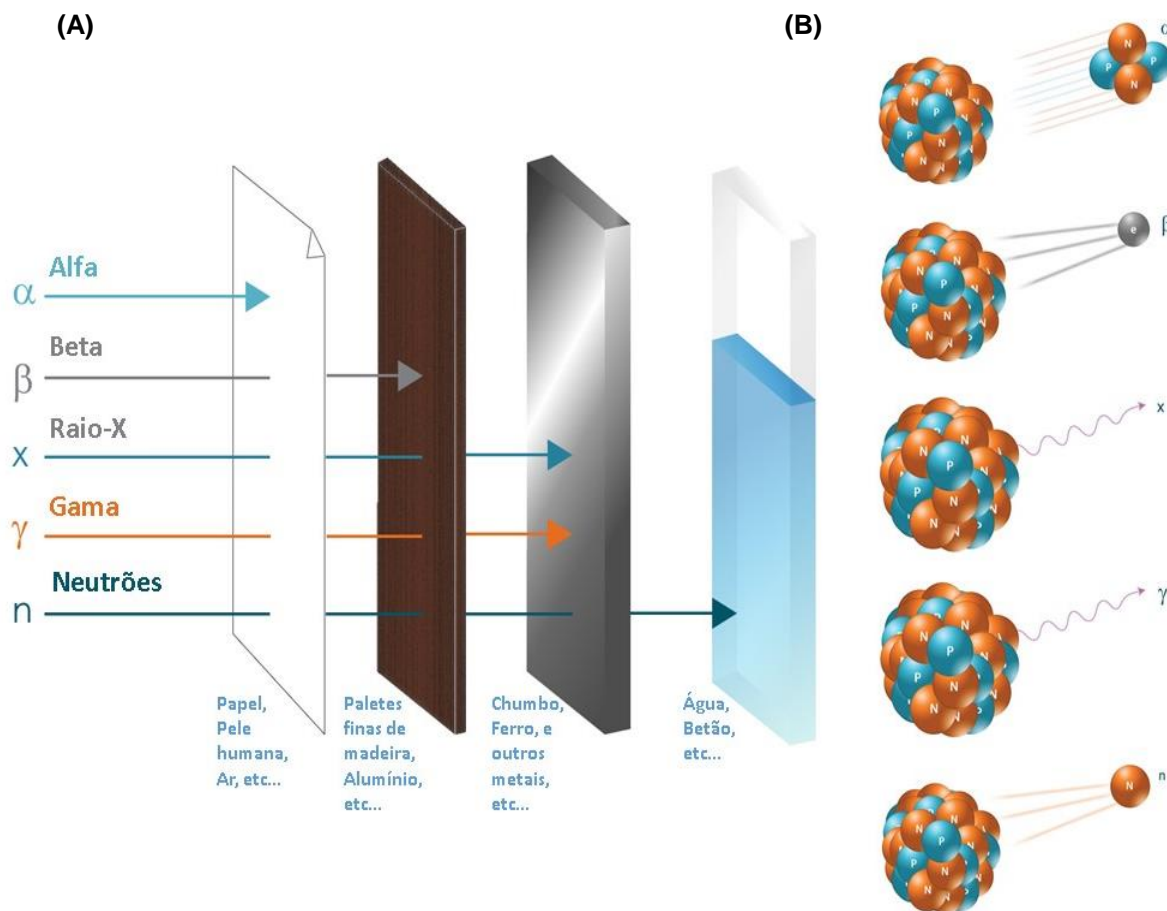 (A)
Alfa
α
Beta
β
Raio-X
x
Gama
γ
Neutrões
n
Papel,
Pele
humana,
Ar, etc...
Paletes
finas de
madeira,
Alumínio,
etc...
Chumbo,
Ferro, e
outros
metais,
etc...
Água,
Betão,
etc...
(B)
α
N
P P
N
P
N N
P
P
N
N
β
e
N N
P
P
N
N
x
N N
P
P
N
N
γ
N N
P
P
N
N
n
N
N N
P
P
N
N